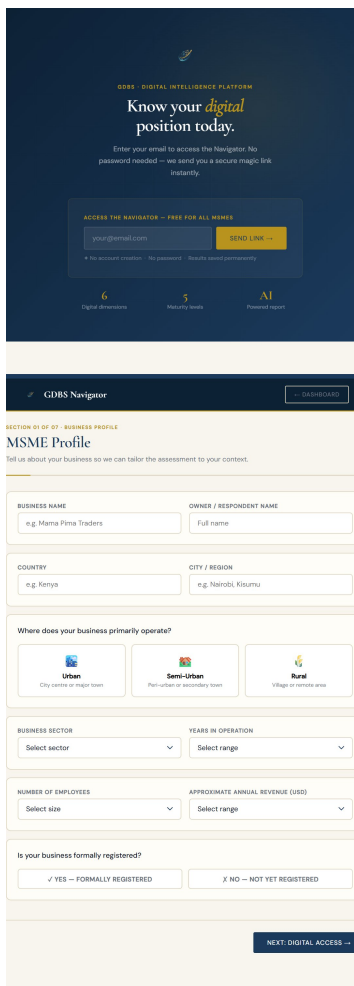 GDBS · DIGITAL INTELLIGENCE PLATFORM
Know your digital
position today.
Enter your email to access the Navigator. No
password needed — we send you a secure magic link
instantly.
ACCESS THE NAVIGATOR — FREE FOR ALL MSMES
your@email.com
SEND LINK →
✦ No account creation · No password · Results saved permanently
6
Digital dimensions
5
Maturity levels
AI
Powered report
GDBS Navigator
← DASHBOARD
SECTION 01 OF 07 · BUSINESS PROFILE
MSME Profile
Tell us about your business so we can tailor the assessment to your context.
BUSINESS NAME
e.g. Mama Pima Traders
OWNER / RESPONDENT NAME
Full name
COUNTRY
e.g. Kenya
CITY / REGION
e.g. Nairobi, Kisumu
Where does your business primarily operate?
Urban
City centre or major town
Semi-Urban
Peri-urban or secondary town
Rural
Village or remote area
BUSINESS SECTOR
Select sector
YEARS IN OPERATION
Select range
NUMBER OF EMPLOYEES
Select size
APPROXIMATE ANNUAL REVENUE (USD)
Select range
Is your business formally registered?
✓ YES — FORMALLY REGISTERED
✗ NO — NOT YET REGISTERED
NEXT: DIGITAL ACCESS →